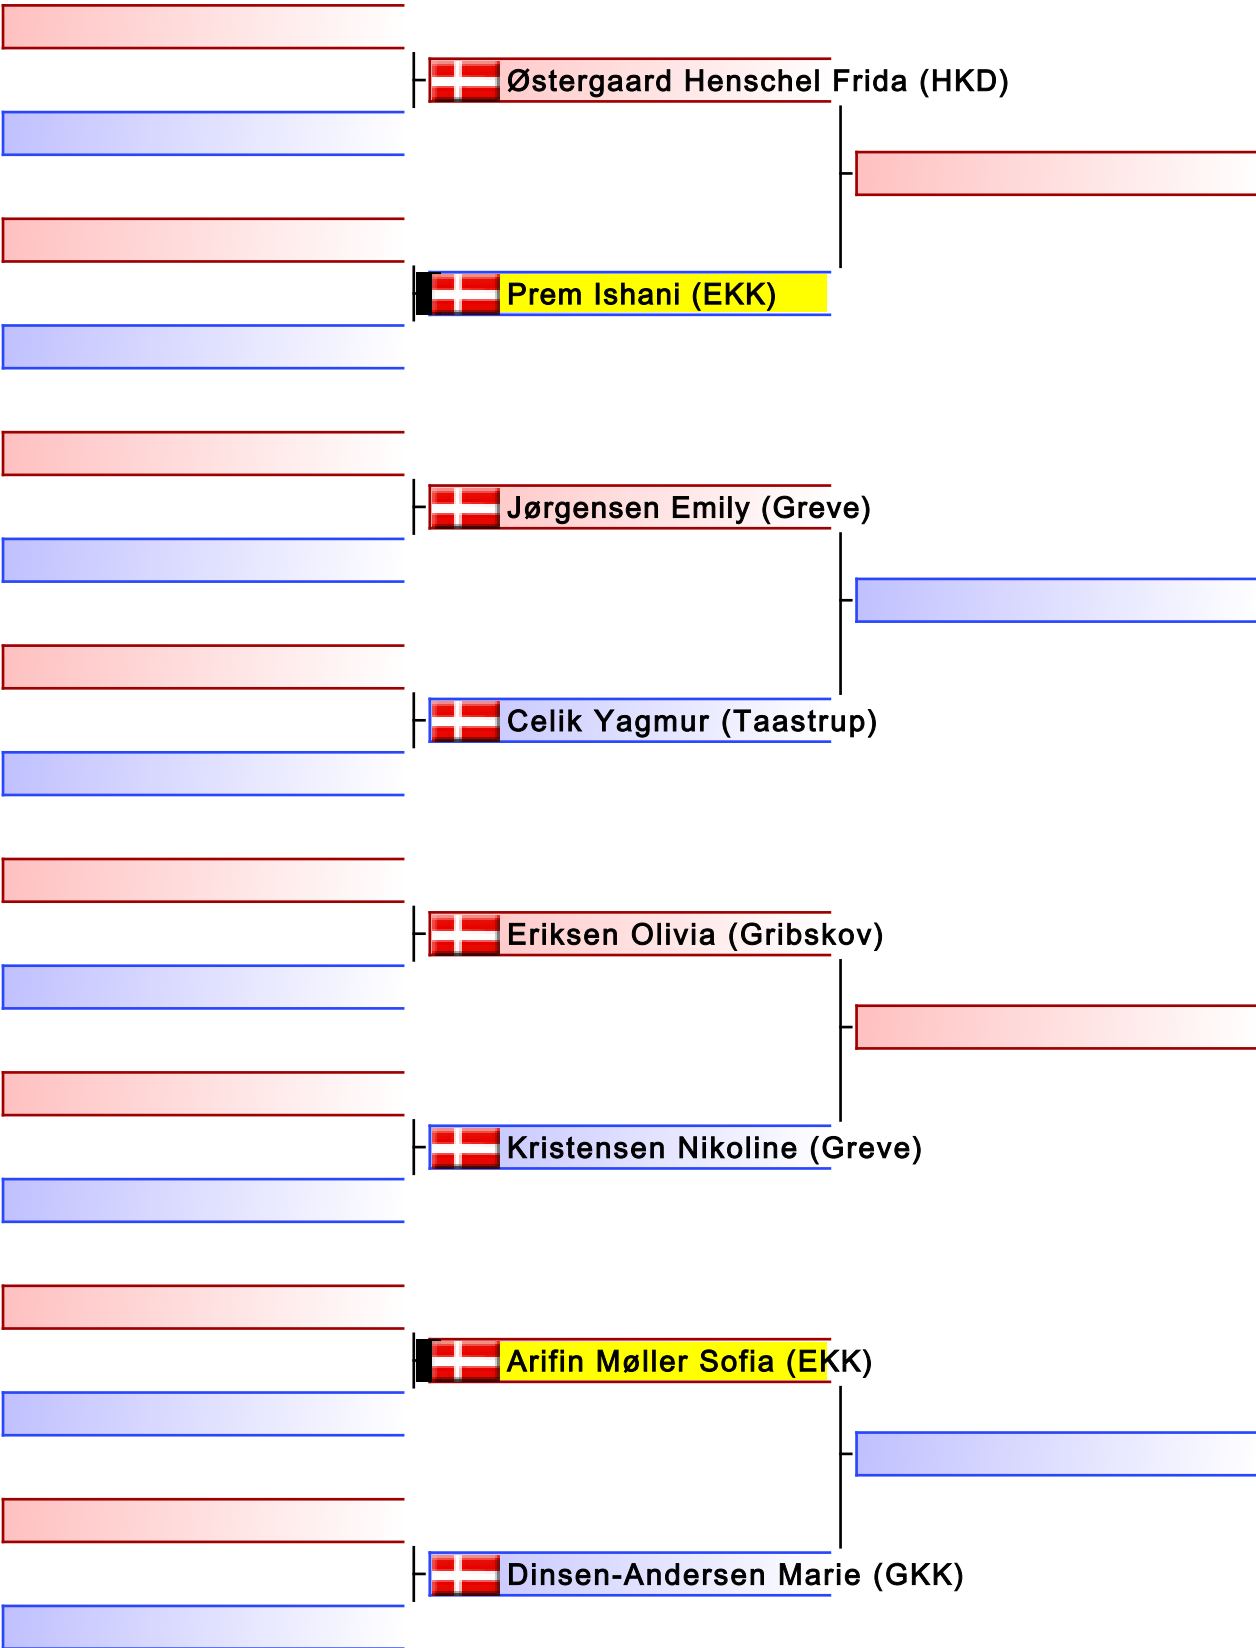 Østergaard Henschel Frida (HKD)
Prem Ishani (EKK)
Jørgensen Emily (Greve)
Celik Yagmur (Taastrup)
Eriksen Olivia (Gribskov)
Kristensen Nikoline (Greve)
Arifin Møller Sofia (EKK)
Dinsen-Andersen Marie (GKK)